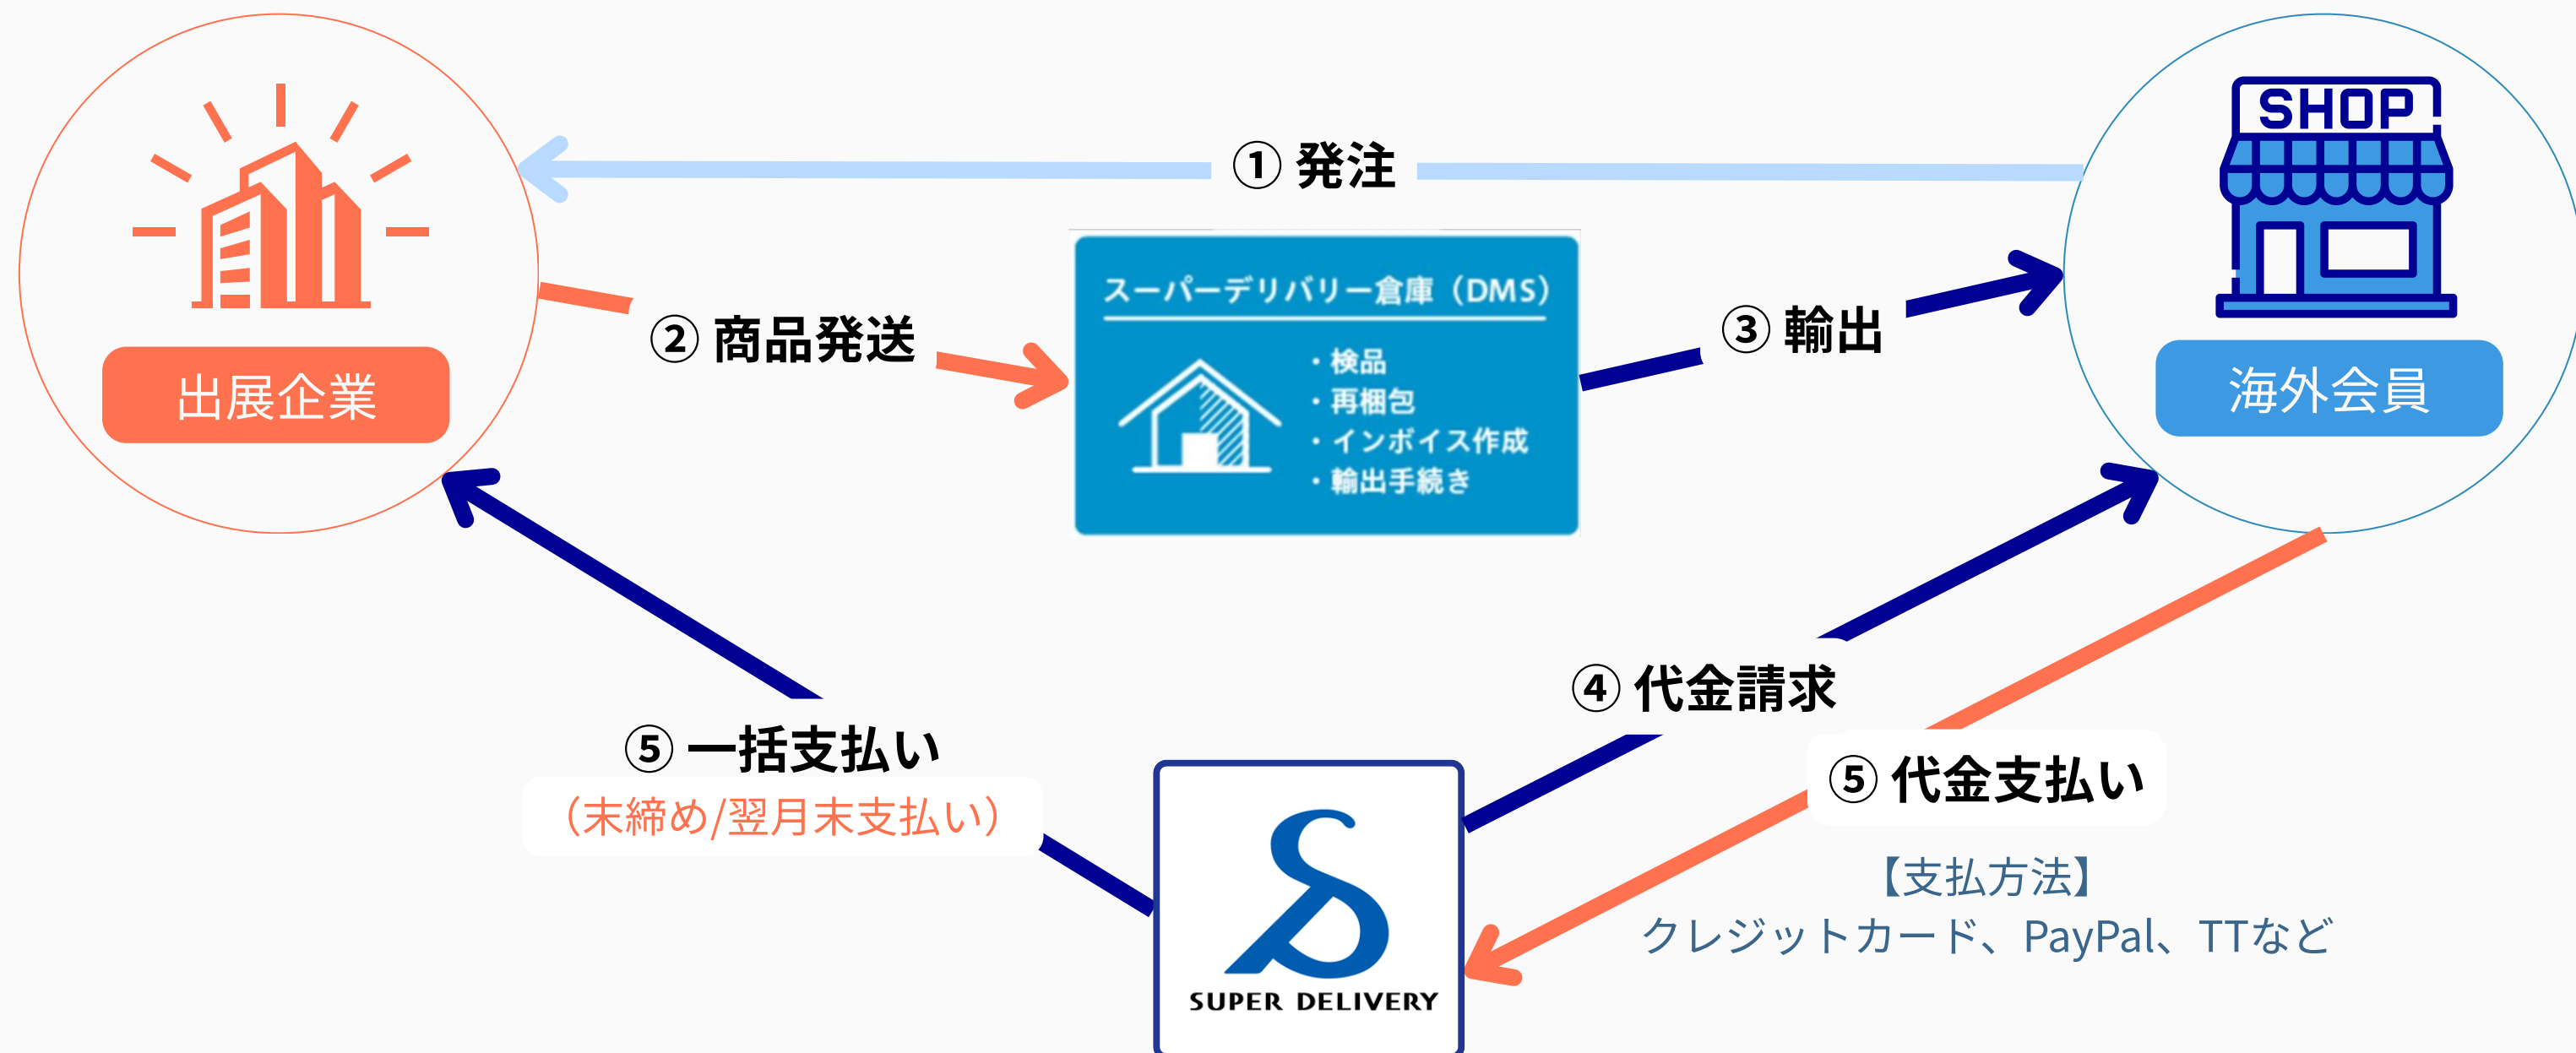 SHOP
① 発注
スーパーデリバリー倉庫（DMS）
② 商品発送
③ 輸出
・検品
・再梱包
・インボイス作成
・輸出手続き
出展企業
海外会員
④ 代金請求
⑤ 一括支払い
（末締め/翌月末支払い）
⑤ 代金支払い
【支払方法】
クレジットカード、PayPal、TTなど
SUPER DELIVERY